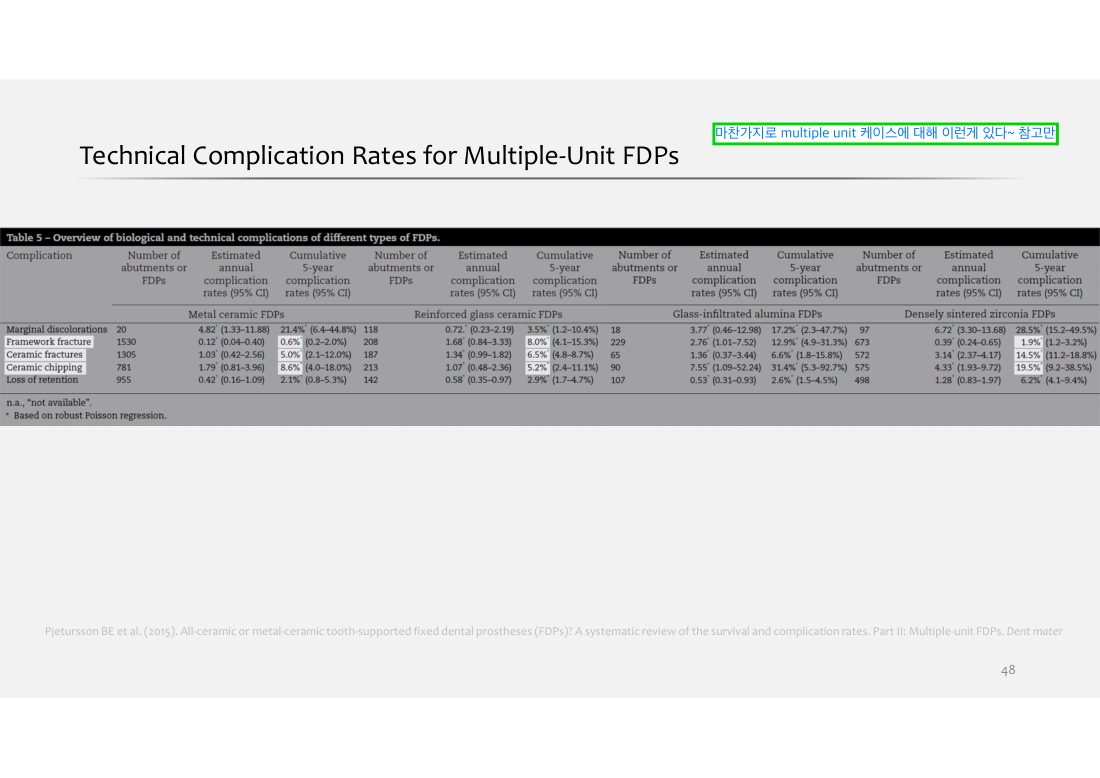 마찬가지로 multiple unit 케이스에 대해 이런게 있다~ 참고만
Technical Complication Rates for Multiple-Unit FDPs
Table 5 – Overview of biological and technical complications of different types of FDPs.
Complication Number of abutments or FDPs Estimated annual complication rates (95% CI) Cumulative 5-year complication rates (95% CI) Number of abutments or FDPs Estimated annual complication rates (95% CI) Cumulative 5-year complication rates (95% CI) Number of abutments or FDPs Estimated annual complication rates (95% CI) Cumulative 5-year complication rates (95% CI) Number of abutments or FDPs Estimated annual complication rates (95% CI) Cumulative 5-year complication rates (95% CI)
Metal ceramic FDPs Reinforced glass ceramic FDPs Glass-infiltrated alumina FDPs Densely sintered zirconia FDPs
Marginal discolorations 20 4.82* (1.33–11.88) 21.4%* (6.4–44.8%) 118 0.72.* (0.23–2.19) 3.5%* (1.2–10.4%) 18 3.77* (0.46–12.98) 17.2%* (2.3–47.7%) 97 6.72* (3.30–13.68) 28.5%* (15.2–49.5%)
Framework fracture 1530 0.12* (0.04–0.40) 0.6%* (0.2–2.0%) 208 1.68* (0.84–3.33) 8.0%* (4.1–15.3%) 229 2.76* (1.01–7.52) 12.9%* (4.9–31.3%) 673 0.39* (0.24–0.65) 1.9%* (1.2–3.2%)
Ceramic fractures 1305 1.03* (0.42–2.56) 5.0%* (2.1–12.0%) 187 1.34* (0.99–1.82) 6.5%* (4.8–8.7%) 65 1.36* (0.37–3.44) 6.6%* (1.8–15.8%) 572 3.14* (2.37–4.17) 14.5%* (11.2–18.8%)
Ceramic chipping 781 1.79* (0.81–3.96) 8.6%* (4.0–18.0%) 213 1.07* (0.48–2.36) 5.2%* (2.4–11.1%) 90 7.55* (1.09–52.24) 31.4%* (5.3–92.7%) 575 4.33* (1.93–9.72) 19.5%* (9.2–38.5%)
Loss of retention 955 0.42* (0.16–1.09) 2.1%* (0.8–5.3%) 142 0.58* (0.35–0.97) 2.9%* (1.7–4.7%) 107 0.53* (0.31–0.93) 2.6%* (1.5–4.5%) 498 1.28* (0.83–1.97) 6.2%* (4.1–9.4%)
n.a., "not available".
* Based on robust Poisson regression.
Pjetursson BE et al. (2015). All-ceramic or metal-ceramic tooth-supported fixed dental prostheses (FDPs)? A systematic review of the survival and complication rates. Part II: Multiple-unit FDPs. Dent mater
48